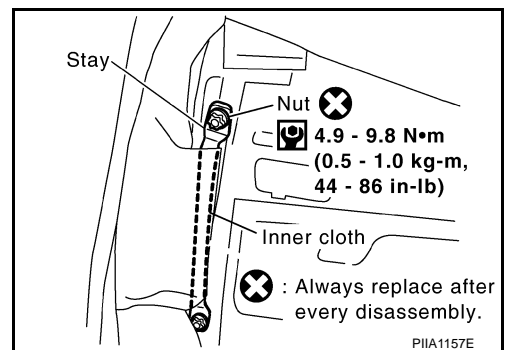 Stay
Nut
4.9 - 9.8 N•m
(0.5 - 1.0 kg-m,
44 - 86 in-lb)
Inner cloth
: Always replace after
every disassembly.
PIIA1157E